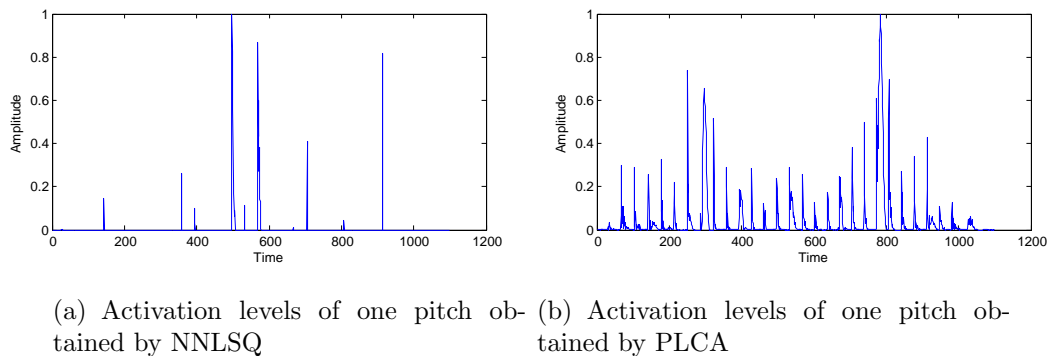 1
0.8
0.6
0.4
0.2
0
Amplitude
0 200 400 600 800 1000 1200
Time
1
0.8
0.6
0.4
0.2
0
Amplitude
0 200 400 600 800 1000 1200
Time
(a) Activation levels of one pitch ob-
tained by NNLSQ
(b) Activation levels of one pitch ob-
tained by PLCA